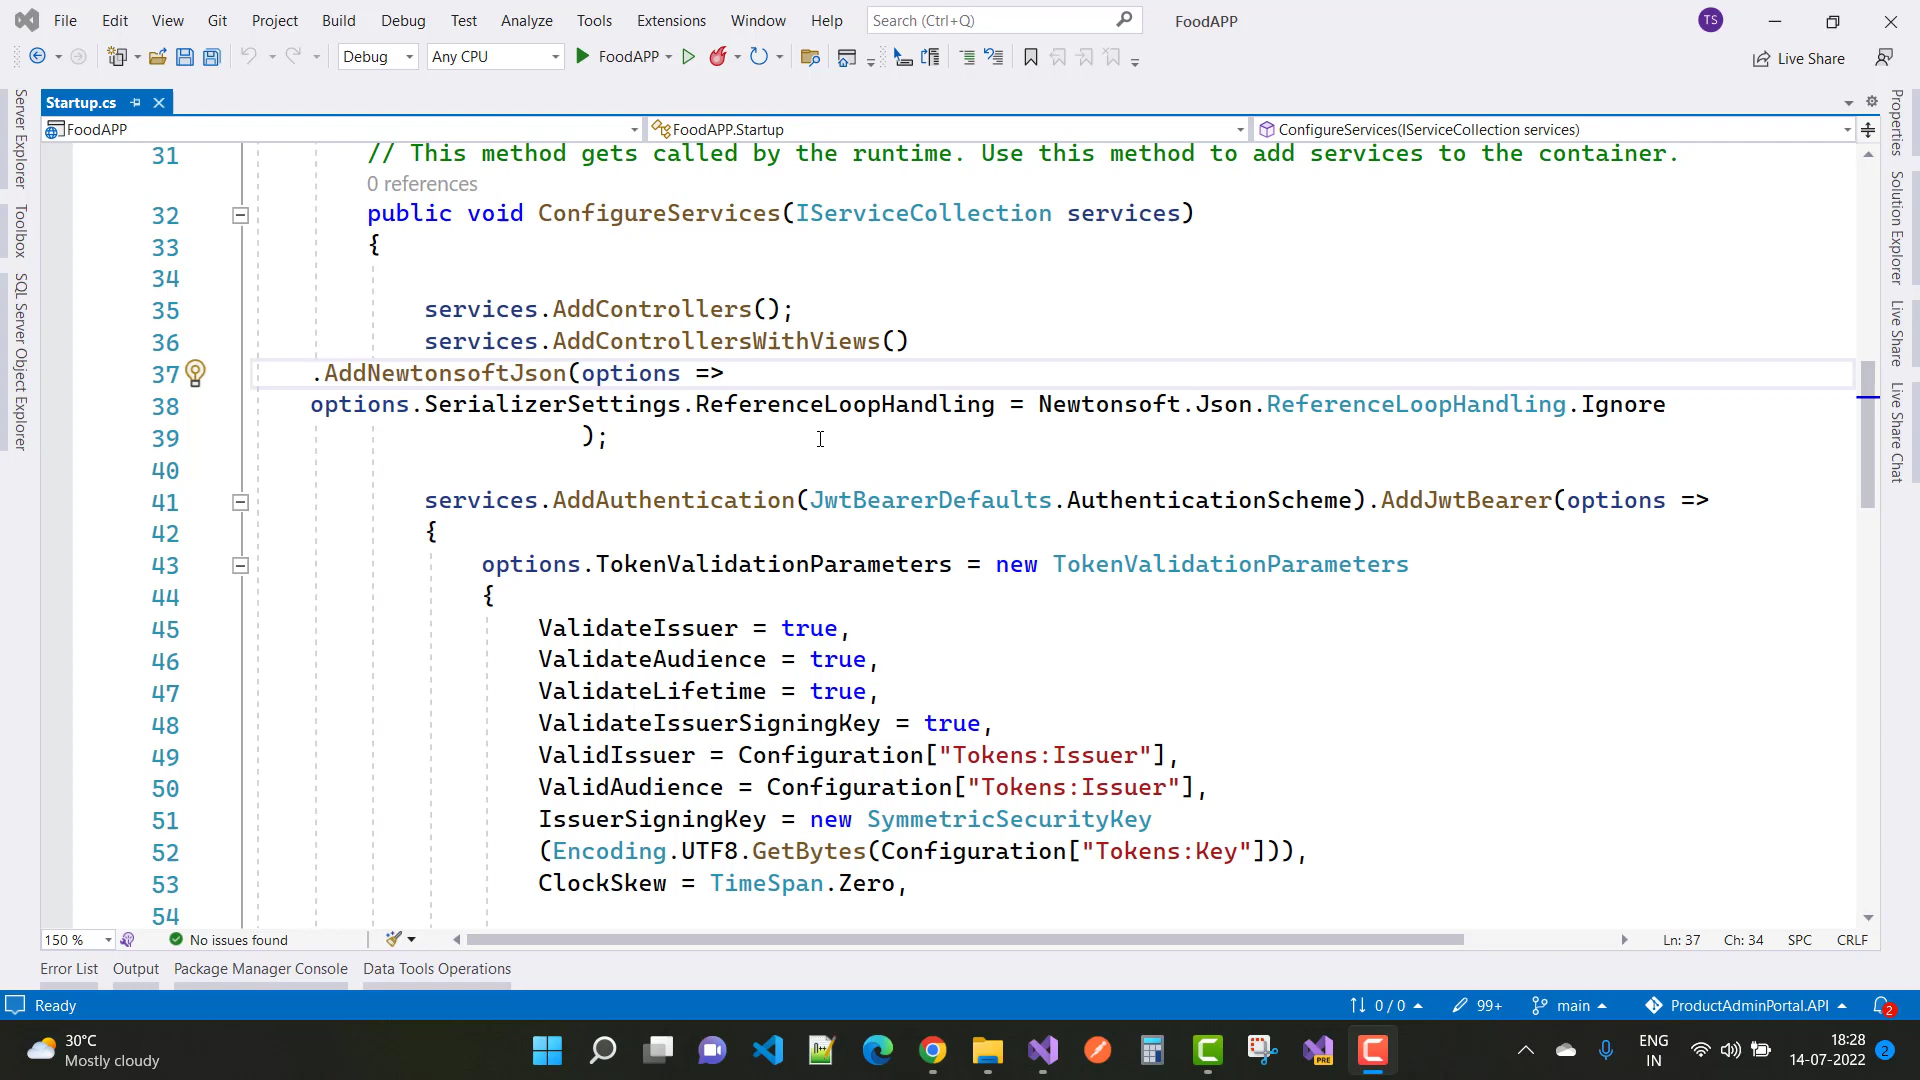 File Edit View Git Project Build Debug Test Analyze Tools Extensions Window Help Search (Ctrl+Q) FoodAPP TS
Debug Any CPU FoodAPP Live Share
Startup.cs
FoodAPP FoodAPP.Startup ConfigureServices(IServiceCollection services)
Server Explorer
Toolbox
SQL Server Object Explorer
31 // This method gets called by the runtime. Use this method to add services to the container.
0 references
32 public void ConfigureServices(IServiceCollection services)
33 {
34
35 services.AddControllers();
36 services.AddControllersWithViews()
37 .AddNewtonsoftJson(options =>
38 options.SerializerSettings.ReferenceLoopHandling = Newtonsoft.Json.ReferenceLoopHandling.Ignore
39 );
40
41 services.AddAuthentication(JwtBearerDefaults.AuthenticationScheme).AddJwtBearer(options =>
42 {
43 options.TokenValidationParameters = new TokenValidationParameters
44 {
45 ValidateIssuer = true,
46 ValidateAudience = true,
47 ValidateLifetime = true,
48 ValidateIssuerSigningKey = true,
49 ValidIssuer = Configuration["Tokens:Issuer"],
50 ValidAudience = Configuration["Tokens:Issuer"],
51 IssuerSigningKey = new SymmetricSecurityKey
52 (Encoding.UTF8.GetBytes(Configuration["Tokens:Key"])),
53 ClockSkew = TimeSpan.Zero,
54
Properties
Solution Explorer
Live Share
Live Share Chat
150 % No issues found Ln: 37 Ch: 34 SPC CRLF
Error List Output Package Manager Console Data Tools Operations
Ready 0 / 0 99+ main ProductAdminPortal.API 2
30°C
Mostly cloudy
PRE
ENG
IN
18:28
14-07-2022 2